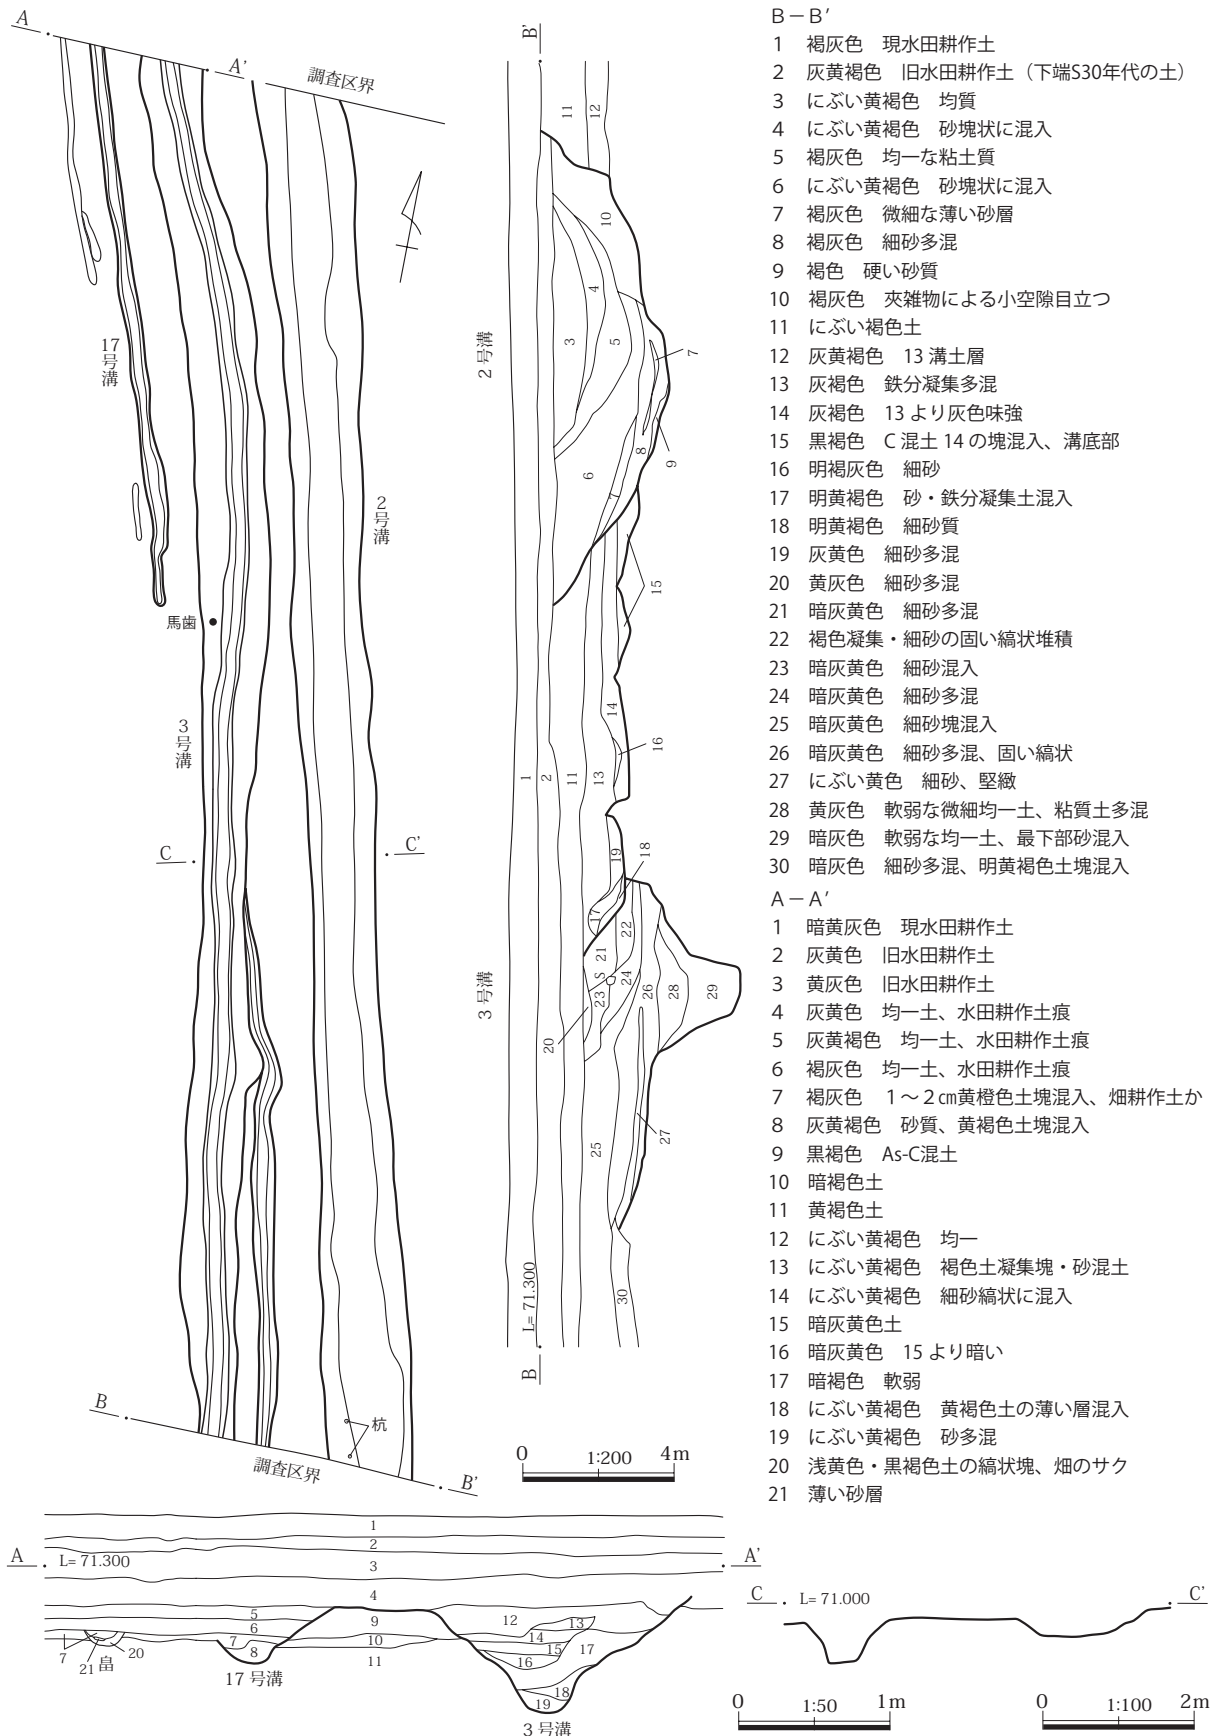 A
A'
調査区界
17号溝
2号溝
馬歯
3号溝
C
C'
B
杭
調査区界
B'
B'
11
12
10
4
3
5
7
2号溝
8
9
6
7
15
14
16
1
2
11
13
19
18
17
22
21
S
24
23
26
28
29
3号溝
20
27
25
L= 71.300
30
B
0
1:200
4m
B－B'
1 褐灰色 現水田耕作土
2 灰黄褐色 旧水田耕作土（下端S30年代の土）
3 にぶい黄褐色 均質
4 にぶい黄褐色 砂塊状に混入
5 褐灰色 均一な粘土質
6 にぶい黄褐色 砂塊状に混入
7 褐灰色 微細な薄い砂層
8 褐灰色 細砂多混
9 褐色 硬い砂質
10 褐灰色 夾雑物による小空隙目立つ
11 にぶい褐色土
12 灰黄褐色 13 溝土層
13 灰褐色 鉄分凝集多混
14 灰褐色 13 より灰色味強
15 黒褐色 C 混土 14 の塊混入、溝底部
16 明褐灰色 細砂
17 明黄褐色 砂・鉄分凝集土混入
18 明黄褐色 細砂質
19 灰黄色 細砂多混
20 黄灰色 細砂多混
21 暗灰黄色 細砂多混
22 褐色凝集・細砂の固い縞状堆積
23 暗灰黄色 細砂混入
24 暗灰黄色 細砂多混
25 暗灰黄色 細砂塊混入
26 暗灰黄色 細砂多混、固い縞状
27 にぶい黄色 細砂、堅緻
28 黄灰色 軟弱な微細均一土、粘質土多混
29 暗灰色 軟弱な均一土、最下部砂混入
30 暗灰色 細砂多混、明黄褐色土塊混入
A－A'
1 暗黄灰色 現水田耕作土
2 灰黄色 旧水田耕作土
3 黄灰色 旧水田耕作土
4 灰黄色 均一土、水田耕作土痕
5 灰黄褐色 均一土、水田耕作土痕
6 褐灰色 均一土、水田耕作土痕
7 褐灰色 1～2㎝黄橙色土塊混入、畑耕作土か
8 灰黄褐色 砂質、黄褐色土塊混入
9 黒褐色 As-C混土
10 暗褐色土
11 黄褐色土
12 にぶい黄褐色 均一
13 にぶい黄褐色 褐色土凝集塊・砂混土
14 にぶい黄褐色 細砂縞状に混入
15 暗灰黄色土
16 暗灰黄色 15 より暗い
17 暗褐色 軟弱
18 にぶい黄褐色 黄褐色土の薄い層混入
19 にぶい黄褐色 砂多混
20 浅黄色・黒褐色土の縞状塊、畑のサク
21 薄い砂層
A
L= 71.300
A'
1
2
3
4
5
6
7
8
9
10
11
12
13
14
15
16
17
18
19
7
21
畠
20
17 号溝
3 号溝
C
L= 71.000
C'
0
1:50
1m
0
1:100
2m